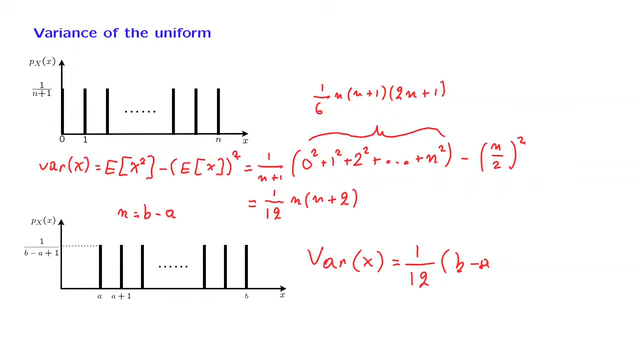 Variance of the uniform
p_X(x)
1/(n+1)
......
0 1 n x
1/6 n(n+1)(2n+1)
var(x) = E[x²] − (E[x])² = 1/(n+1) (0² + 1² + 2² + ... + n²) − (n/2)²
= 1/12 n(n+2)
n = b − a
p_X(x)
1/(b − a + 1)
......
a a+1 b x
Var(x) = 1/12 (b − a